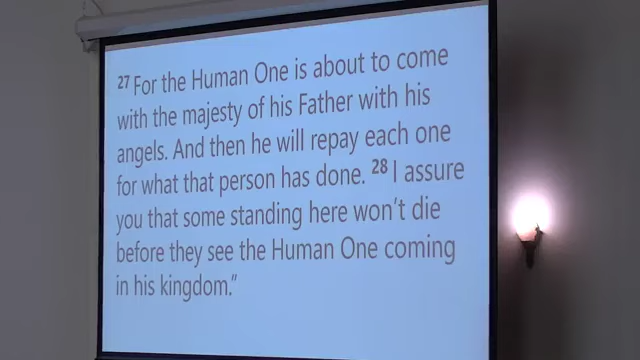 27 For the Human One is about to come
with the majesty of his Father with his
angels. And then he will repay each one
for what that person has done. 28 I assure
you that some standing here won't die
before they see the Human One coming
in his kingdom."